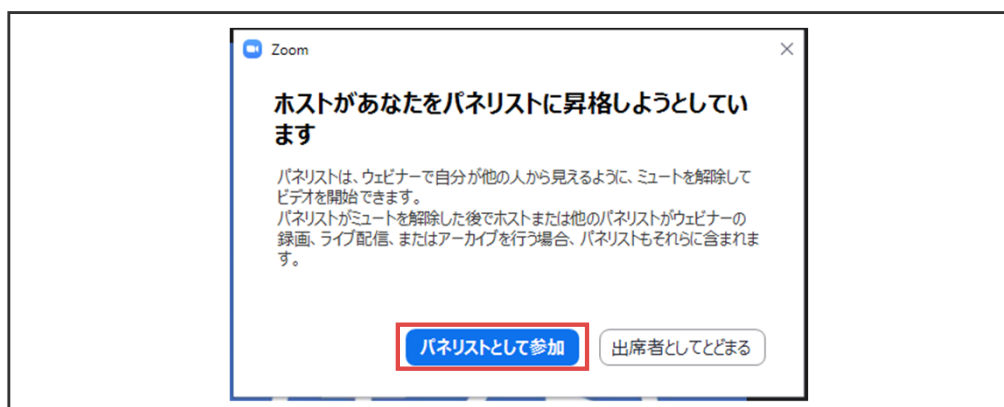 Zoom
ホストがあなたをパネリストに昇格しようとしてい
ます
パネリストは、ウェビナーで自分が他の人から見えるように、ミュートを解除して
ビデオを開始できます。
パネリストがミュートを解除した後でホストまたは他のパネリストがウェビナーの
録画、ライブ配信、またはアーカイブを行う場合、パネリストもそれらに含まれま
す。
パネリストとして参加
出席者としてとどまる